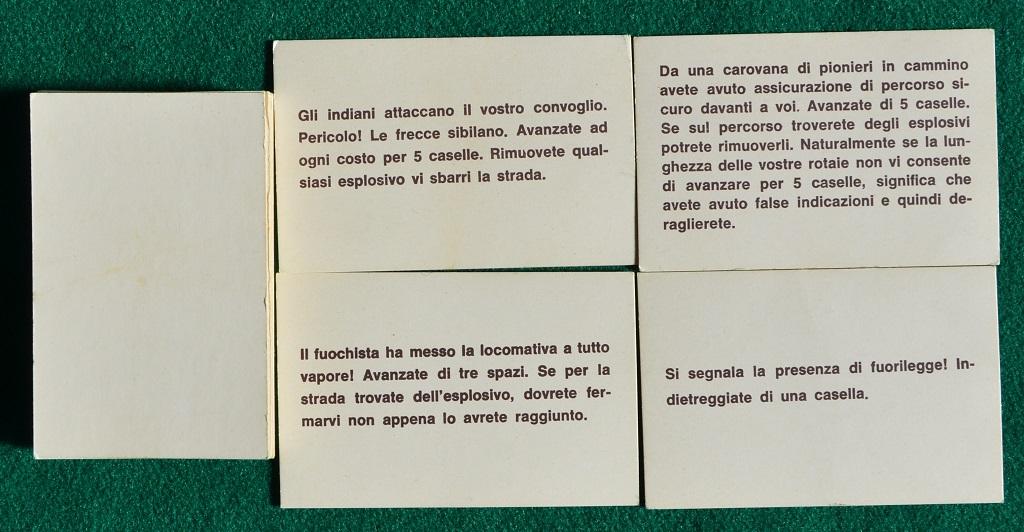 Gli indiani attaccano il vostro convoglio.
Pericolo! Le frecce sibilano. Avanzate ad
ogni costo per 5 caselle. Rimuovete qual-
siasi esplosivo vi sbarri la strada.
Da una carovana di pionieri in cammino
avete avuto assicurazione di percorso si-
curo davanti a voi. Avanzate di 5 caselle.
Se sul percorso troverete degli esplosivi
potrete rimuoverli. Naturalmente se la lun-
ghezza delle vostre rotaie non vi consente
di avanzare per 5 caselle, significa che
avete avuto false indicazioni e quindi de-
raglierete.
Il fuochista ha messo la locomativa a tutto
vapore! Avanzate di tre spazi. Se per la
strada trovate dell'esplosivo, dovrete fer-
marvi non appena lo avrete raggiunto.
Si segnala la presenza di fuorilegge! In-
dietreggiate di una casella.